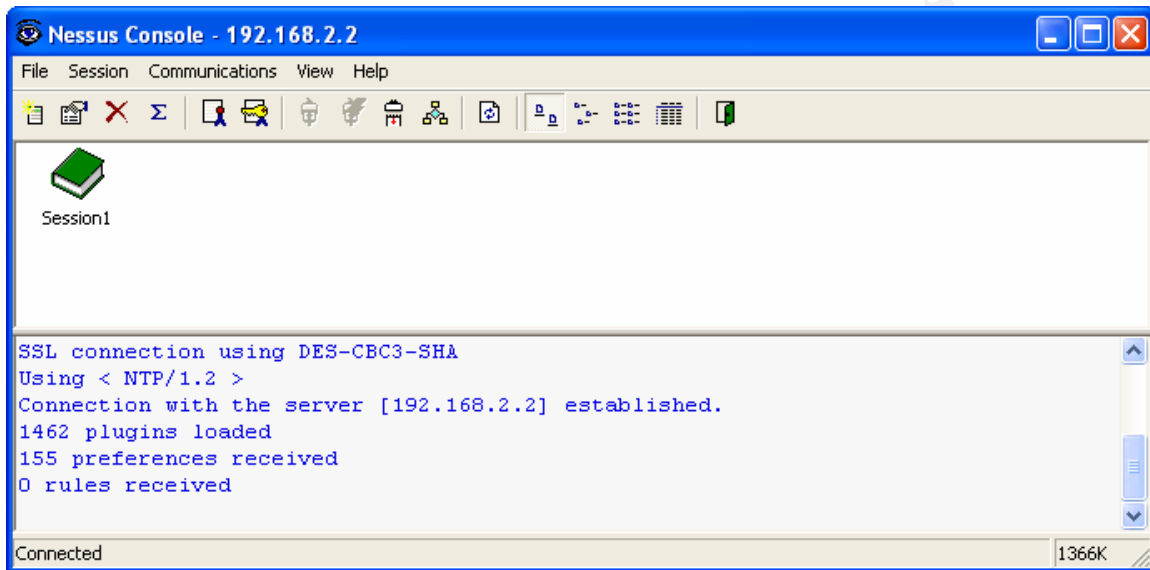 Nessus Console - 192.168.2.2
File Session Communications View Help
Session1
SSL connection using DES-CBC3-SHA
Using < NTP/1.2 >
Connection with the server [192.168.2.2] established.
1462 plugins loaded
155 preferences received
0 rules received
Connected 1366K